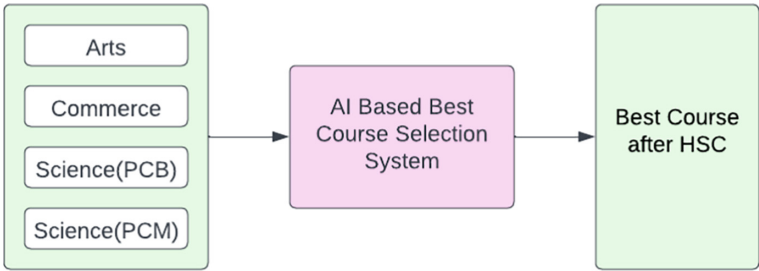 Arts
Commerce
Science(PCB)
Science(PCM)
AI Based Best
Course Selection
System
Best Course
after HSC